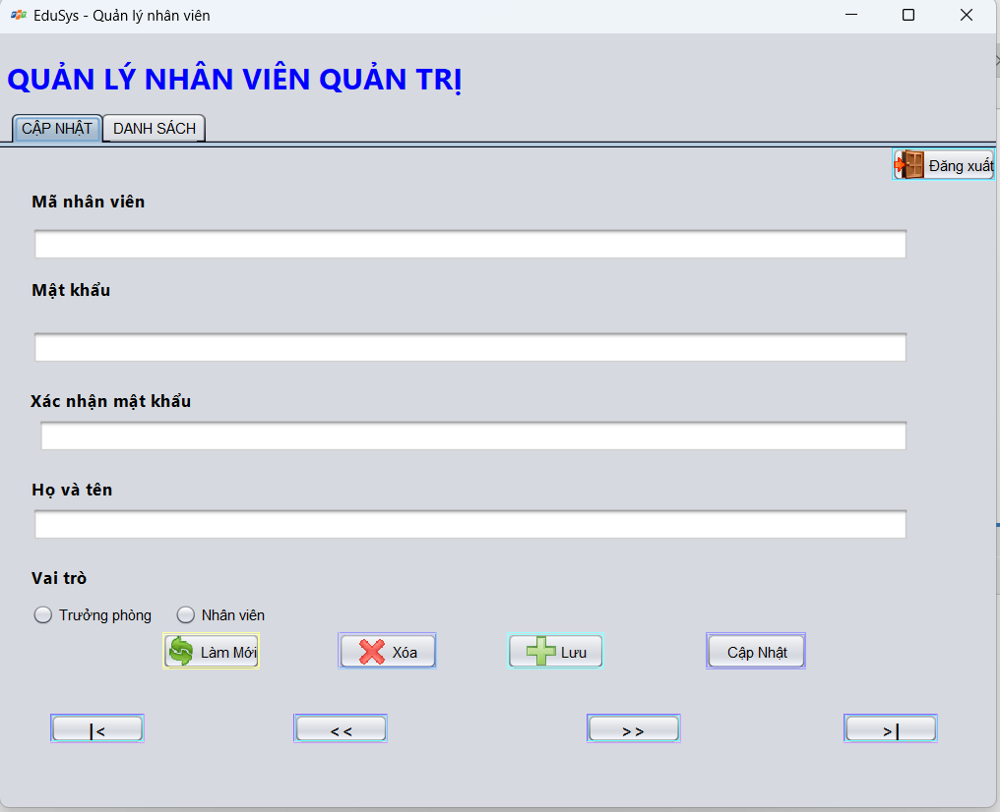 EduSys - Quản lý nhân viên
QUẢN LÝ NHÂN VIÊN QUẢN TRỊ
CẬP NHẬT DANH SÁCH
Đăng xuất
Mã nhân viên
Mật khẩu
Xác nhận mật khẩu
Họ và tên
Vai trò
Trưởng phòng Nhân viên
Làm Mới Xóa Lưu Cập Nhật
|< << >> >|